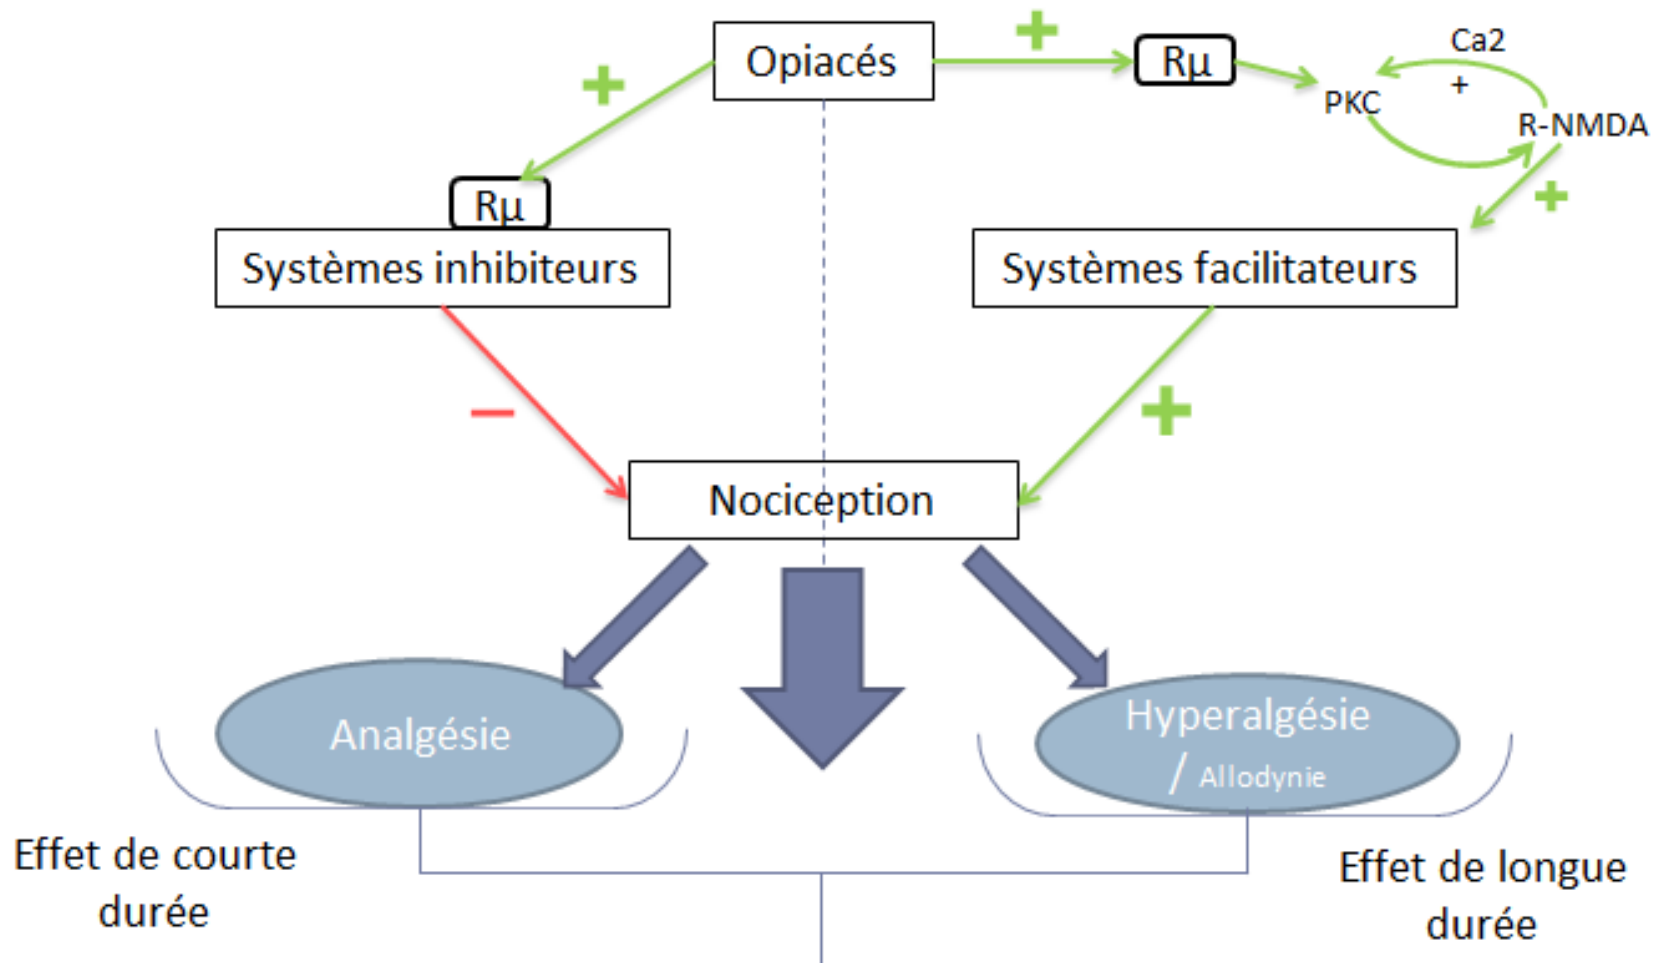 Opiacés
+
Rµ
Ca2
+
PKC
R-NMDA
+
+
Rµ
Systèmes inhibiteurs
Systèmes facilitateurs
–
+
Nociception
Analgésie
Hyperalgésie
/ Allodynie
Effet de courte
durée
Effet de longue
durée